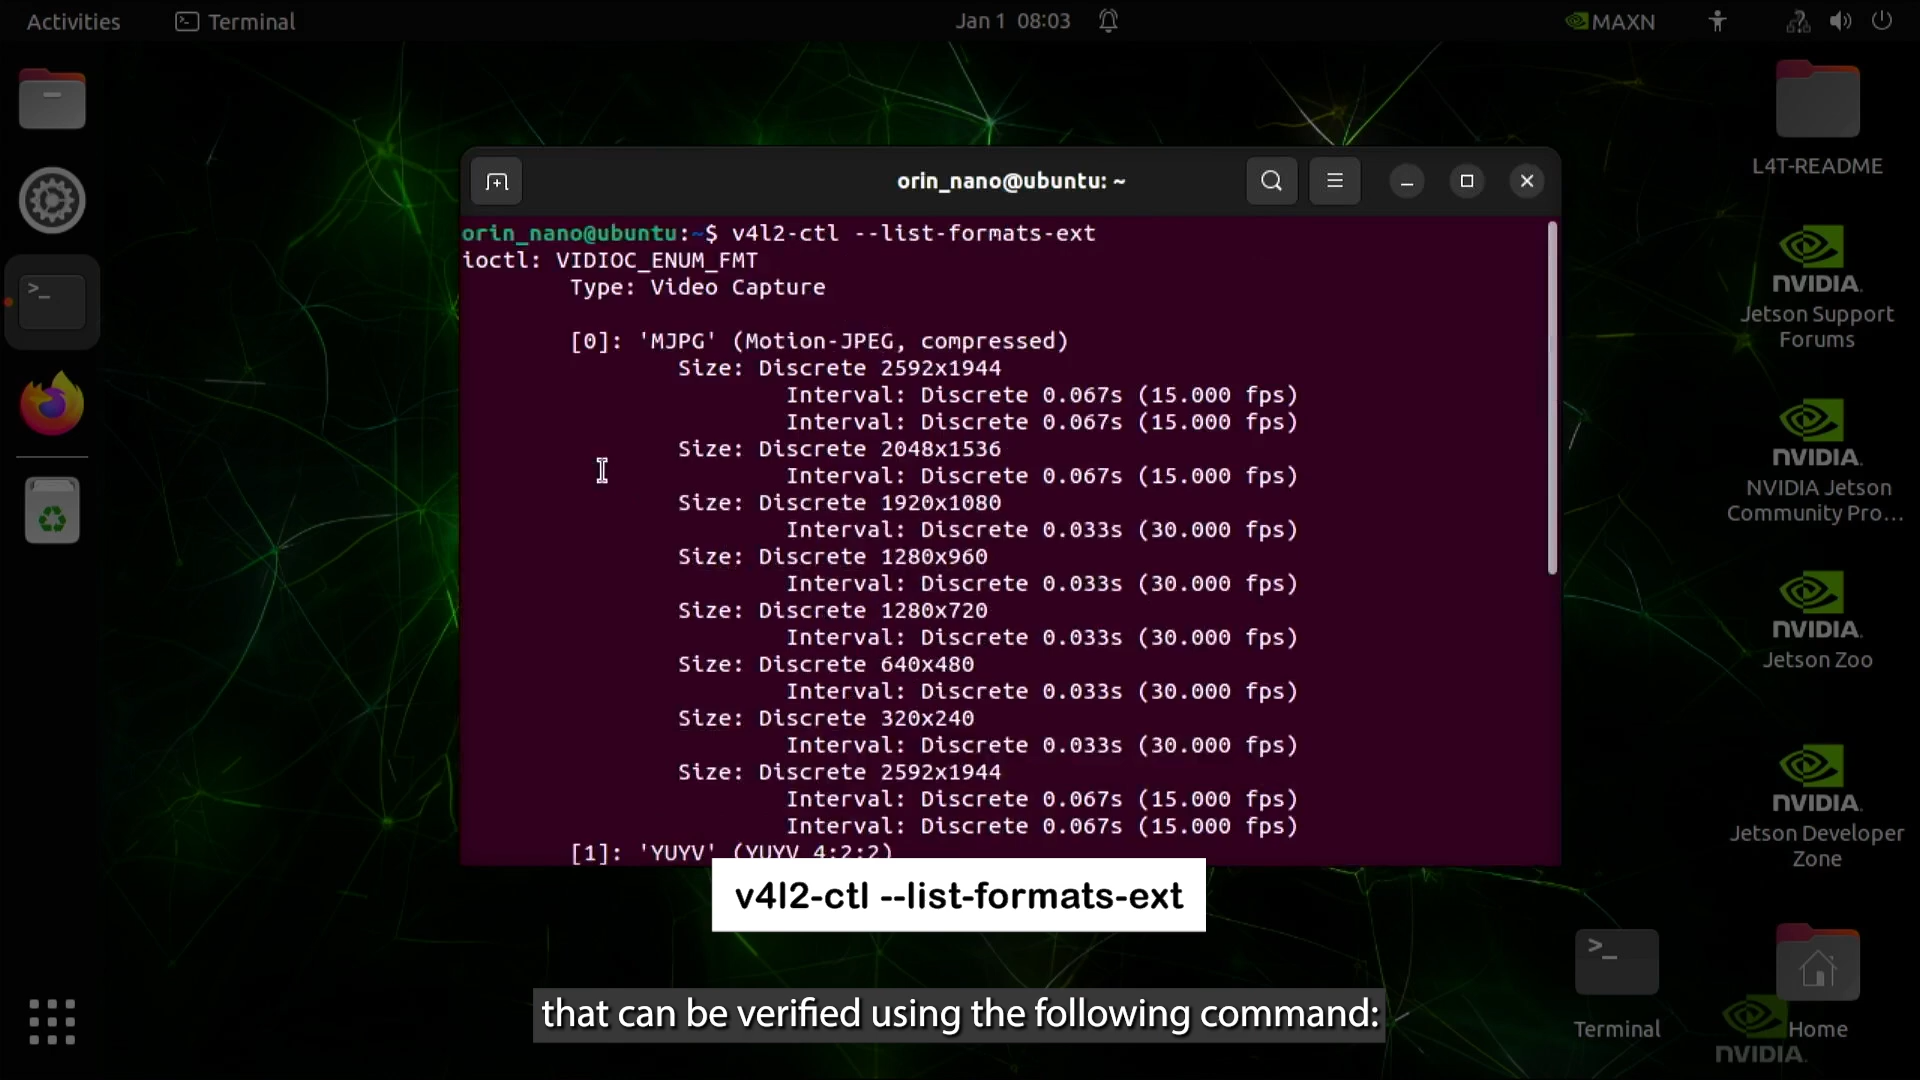 Activities
Terminal
Jan 1 08:03
MAXN
L4T-README
orin_nano@ubuntu: ~
orin_nano@ubuntu:~$ v4l2-ctl --list-formats-ext
ioctl: VIDIOC_ENUM_FMT
Type: Video Capture
[0]: 'MJPG' (Motion-JPEG, compressed)
Size: Discrete 2592x1944
Interval: Discrete 0.067s (15.000 fps)
Interval: Discrete 0.067s (15.000 fps)
Size: Discrete 2048x1536
Interval: Discrete 0.067s (15.000 fps)
Size: Discrete 1920x1080
Interval: Discrete 0.033s (30.000 fps)
Size: Discrete 1280x960
Interval: Discrete 0.033s (30.000 fps)
Size: Discrete 1280x720
Interval: Discrete 0.033s (30.000 fps)
Size: Discrete 640x480
Interval: Discrete 0.033s (30.000 fps)
Size: Discrete 320x240
Interval: Discrete 0.033s (30.000 fps)
Size: Discrete 2592x1944
Interval: Discrete 0.067s (15.000 fps)
Interval: Discrete 0.067s (15.000 fps)
[1]: 'YUYV' (YUYV 4:2:2)
NVIDIA.
Jetson Support
Forums
NVIDIA.
NVIDIA Jetson
Community Pro...
NVIDIA.
Jetson Zoo
NVIDIA.
Jetson Developer
Zone
v4l2-ctl --list-formats-ext
that can be verified using the following command:
Terminal
Home
NVIDIA.